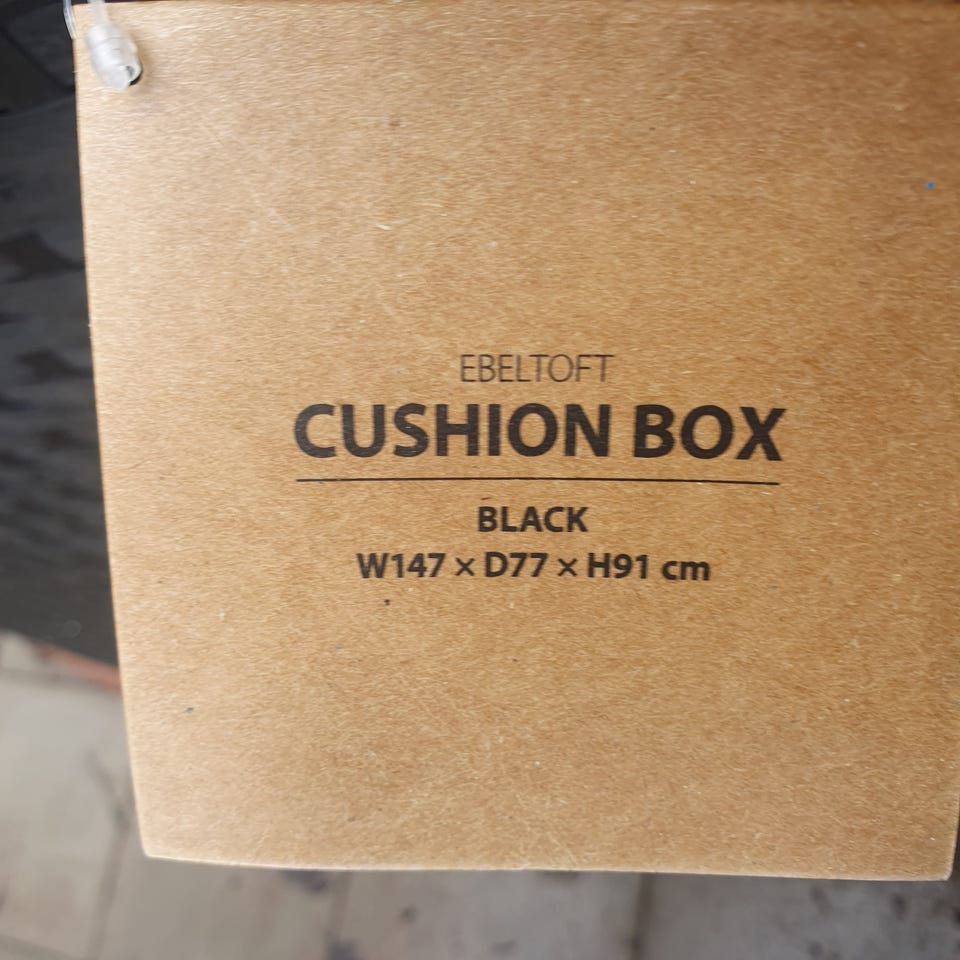 EBELTOFT
CUSHION BOX
BLACK
W147 × D77 × H91 cm